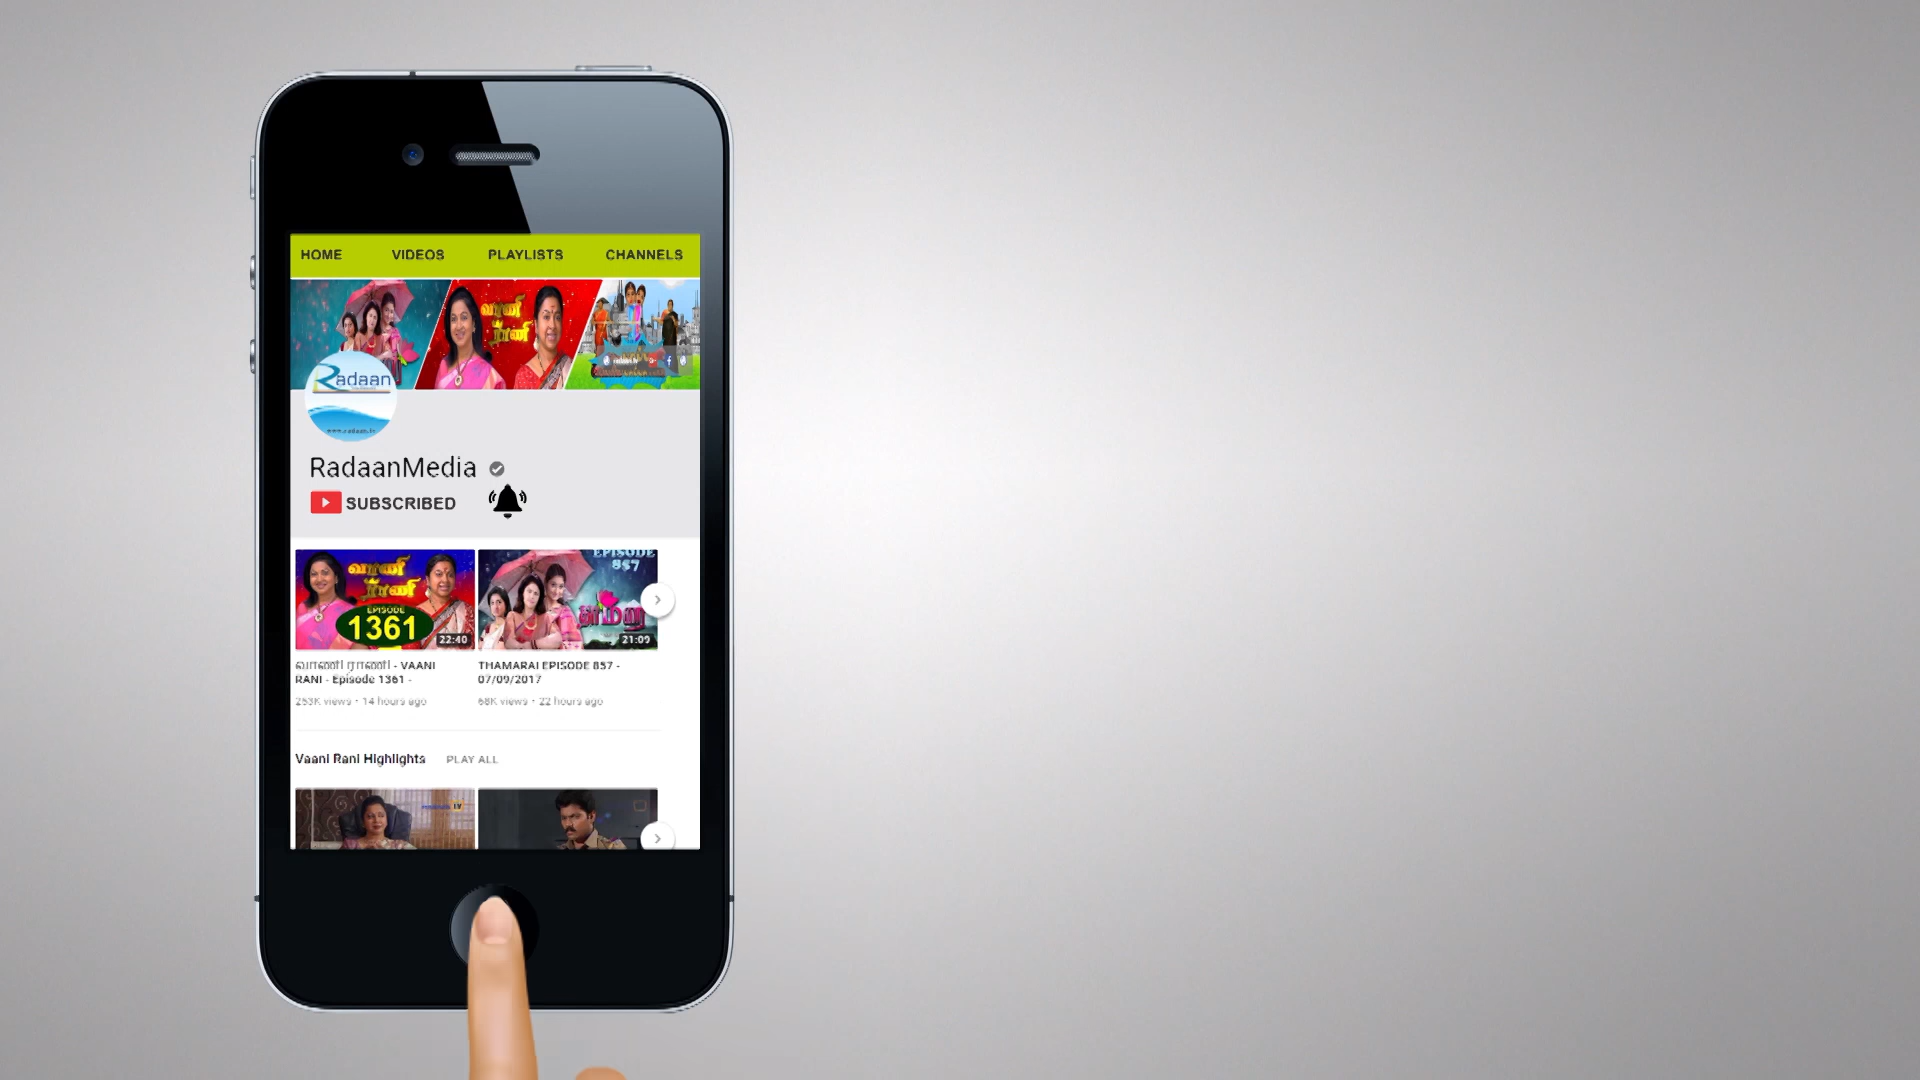 HOME VIDEOS PLAYLISTS CHANNELS
வாணி
ராணி
Radaan
RadaanMedia
SUBSCRIBED
வாணி
ராணி
EPISODE
1361
22:40
EPISODE
857
தாமரை
21:09
வாணி ராணி - VAANI
RANI - Episode 1361 -
253K views • 14 hours ago
THAMARAI EPISODE 857 -
07/09/2017
68K views • 22 hours ago
Vaani Rani Highlights PLAY ALL